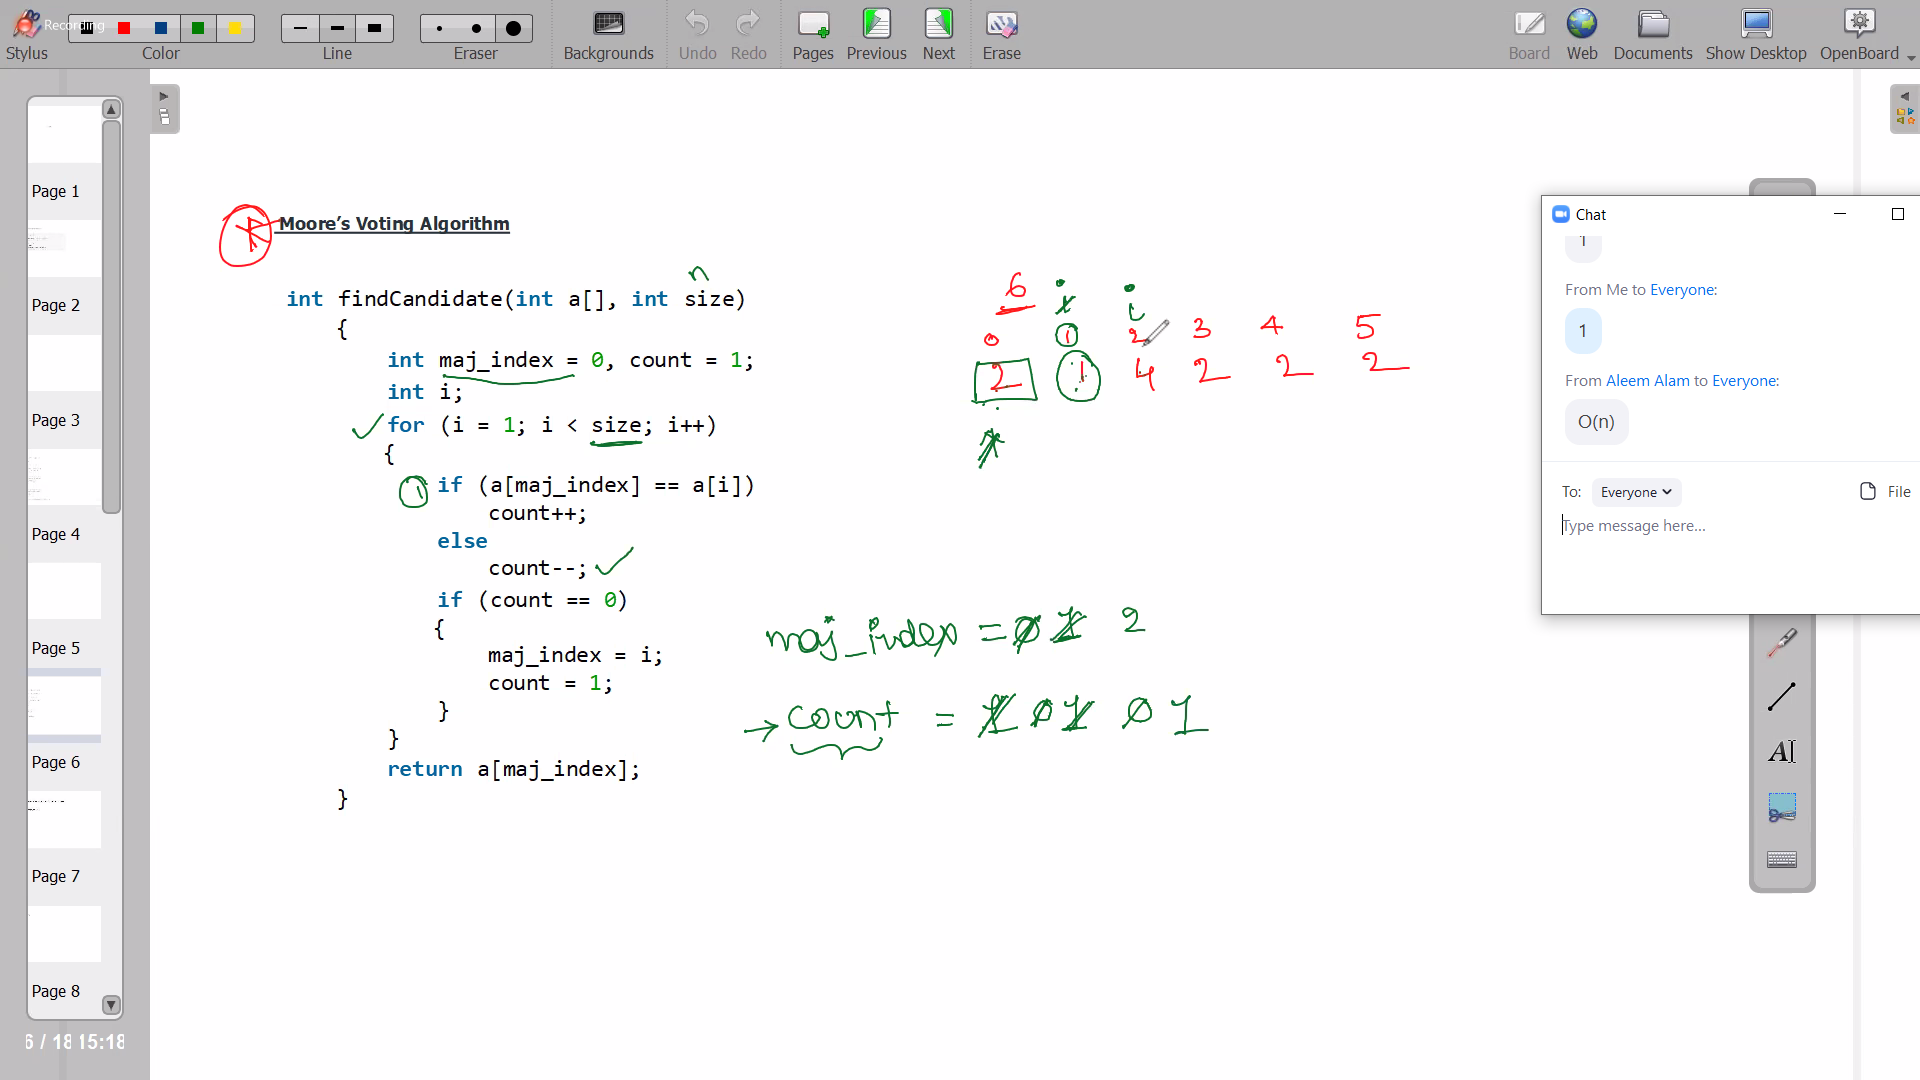 Recording
Stylus
Color
Line
Eraser
Backgrounds
Undo
Redo
Pages
Previous
Next
Erase
Board
Web
Documents
Show Desktop
OpenBoard
Page 1
Page 2
Page 3
Page 4
Page 5
Page 6
Page 7
Page 8
6 / 18 15:18
Moore’s Voting Algorithm
n
int findCandidate(int a[], int size)
{
int maj_index = 0, count = 1;
int i;
for (i = 1; i < size; i++)
{
1 if (a[maj_index] == a[i])
count++;
else
count--;
if (count == 0)
{
maj_index = i;
count = 1;
}
}
return a[maj_index];
}
6 i i
0 1 2 3 4 5
2 1 4 2 2 2
maj_index = 0 1 2
→ count = 1 0 1 0 1
Chat
1
From Me to Everyone:
1
From Aleem Alam to Everyone:
O(n)
To: Everyone File
Type message here...
A